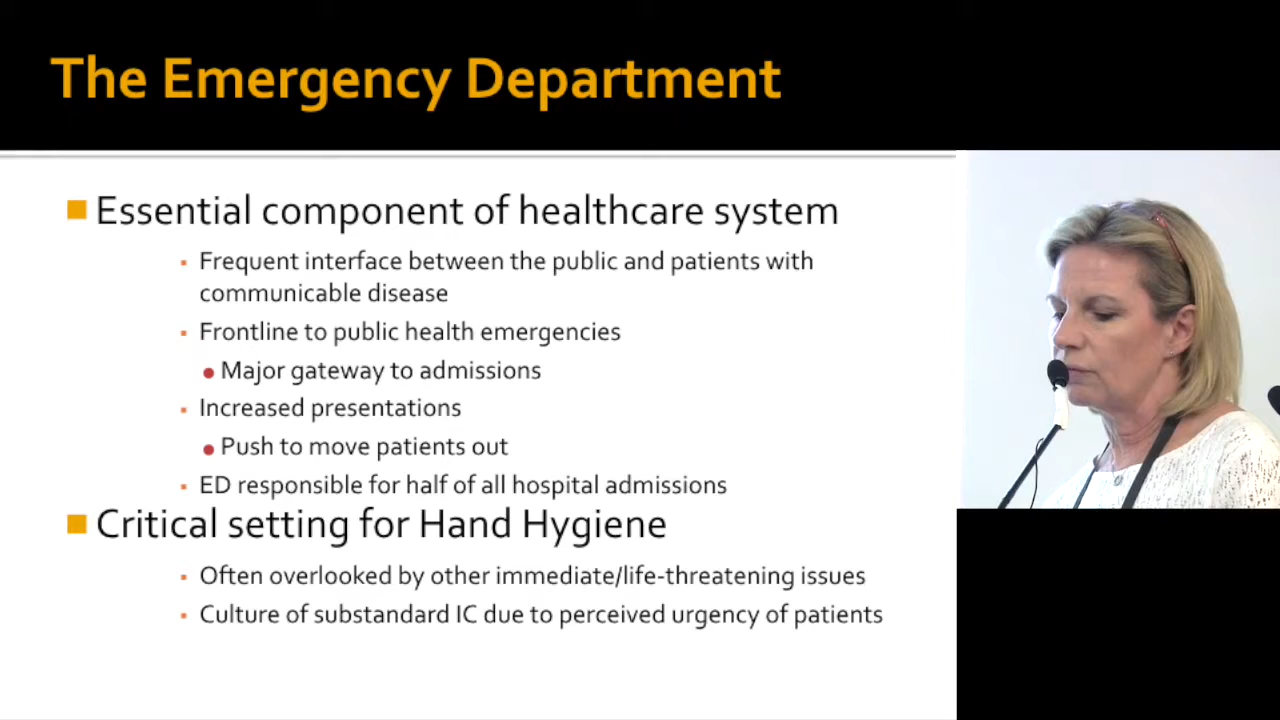 The Emergency Department
Essential component of healthcare system
Frequent interface between the public and patients with
communicable disease
Frontline to public health emergencies
Major gateway to admissions
Increased presentations
Push to move patients out
ED responsible for half of all hospital admissions
Critical setting for Hand Hygiene
Often overlooked by other immediate/life-threatening issues
Culture of substandard IC due to perceived urgency of patients